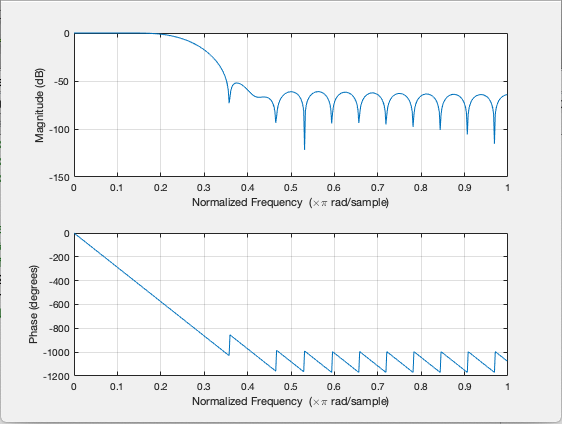 0
-50
-100
-150
Magnitude (dB)
0 0.1 0.2 0.3 0.4 0.5 0.6 0.7 0.8 0.9 1
Normalized Frequency (×π rad/sample)
0
-200
-400
-600
-800
-1000
-1200
Phase (degrees)
0 0.1 0.2 0.3 0.4 0.5 0.6 0.7 0.8 0.9 1
Normalized Frequency (×π rad/sample)